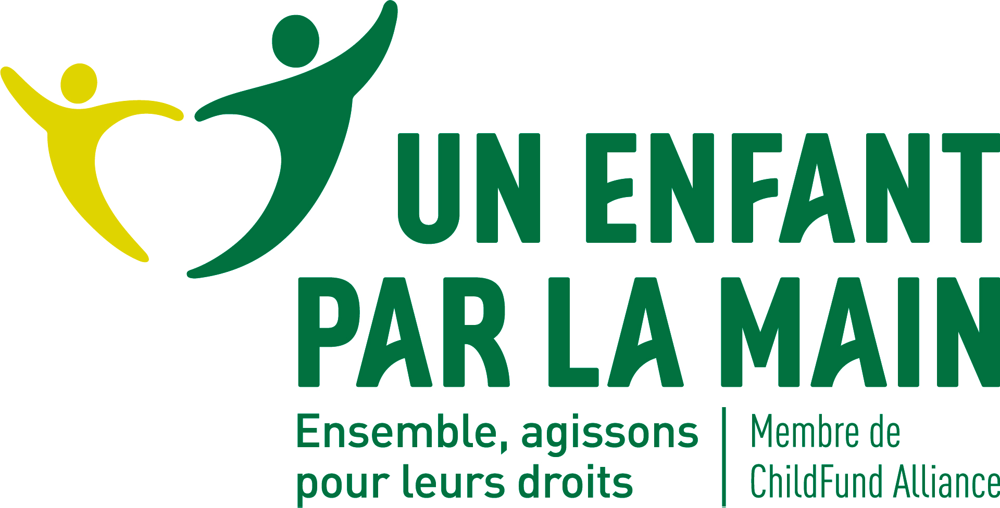 UN ENFANT
PAR LA MAIN
Ensemble, agissons
pour leurs droits
Membre de
ChildFund Alliance